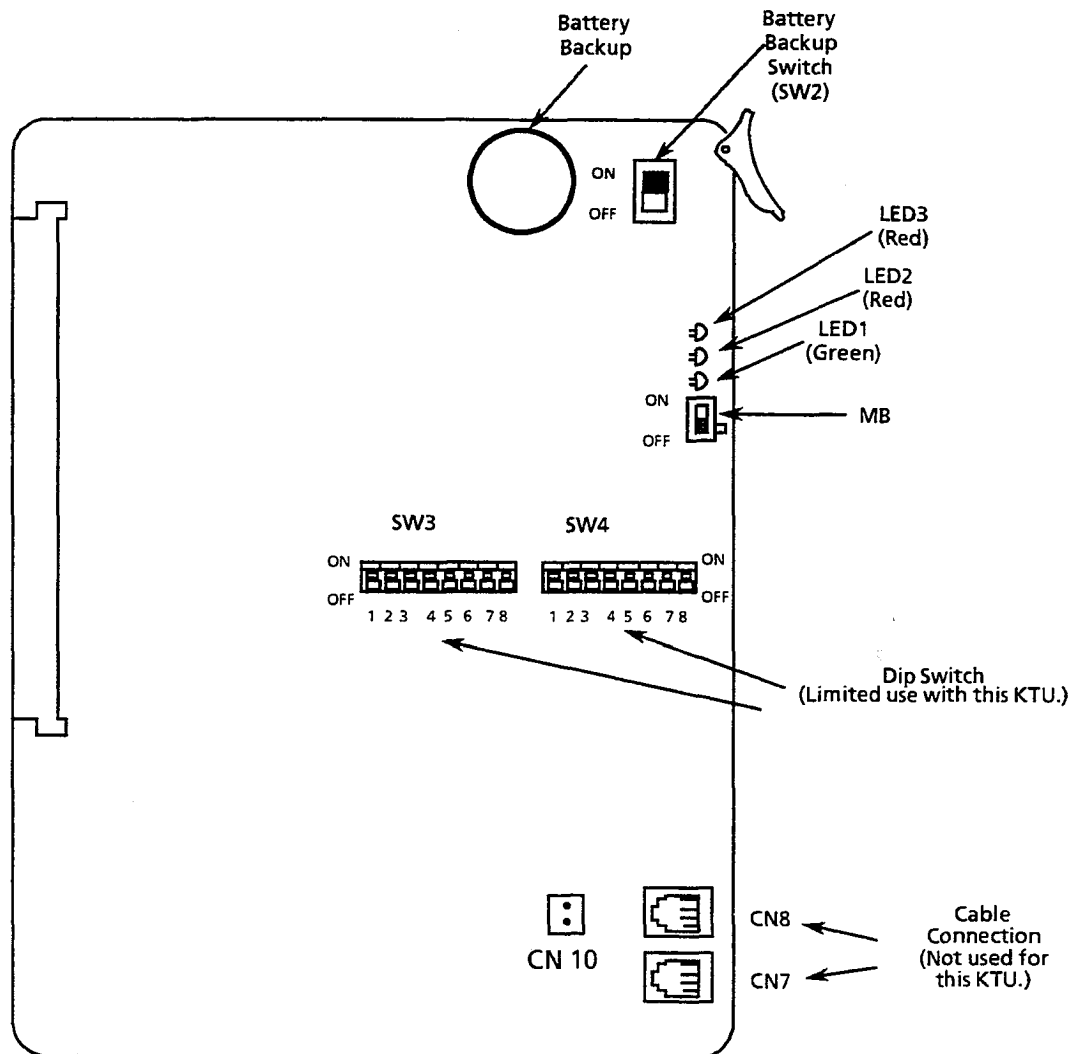 Battery
Backup
Battery
Backup
Switch
(SW2)
ON
OFF
LED3
(Red)
LED2
(Red)
LED1
(Green)
ON
OFF
MB
SW3
SW4
ON
OFF
1 2 3 4 5 6 7 8
ON
OFF
1 2 3 4 5 6 7 8
Dip Switch
(Limited use with this KTU.)
CN 10
CN8
CN7
Cable
Connection
(Not used for
this KTU.)